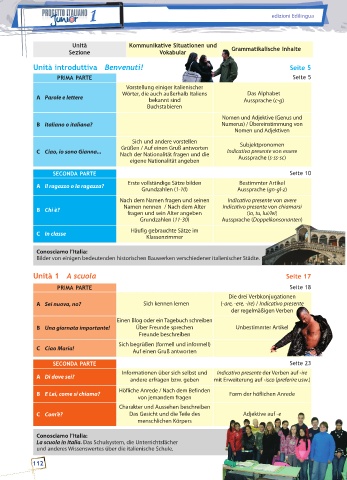 PROGETTO ITALIANO
Junior 1
edizioni Edilingua
Unità
Sezione
Kommunikative Situationen und
Vokabular
Grammatikalische Inhalte
Unità introduttiva Benvenuti! Seite 5
PRIMA PARTE Seite 5
A Parole e lettere
Vorstellung einiger italienischer
Wörter, die auch außerhalb Italiens
bekannt sind
Buchstabieren
Das Alphabet
Aussprache (c-g)
B Italiano o italiana?
Nomen und Adjektive (Genus und
Numerus) / Übereinstimmung von
Nomen und Adjektiven
C Ciao, io sono Gianna...
Sich und andere vorstellen
Grüßen / Auf einen Gruß antworten
Nach der Nationalität fragen und die
eigene Nationalität angeben
Subjektpronomen
Indicativo presente von essere
Aussprache (s-ss-sc)
SECONDA PARTE Seite 10
A Il ragazzo o la ragazza?
Erste vollständige Sätze bilden
Grundzahlen (1-10)
Bestimmter Artikel
Aussprache (gn-gl-z)
B Chi è?
Nach dem Namen fragen und seinen
Namen nennen / Nach dem Alter
fragen und sein Alter angeben
Grundzahlen (11-30)
Indicativo presente von avere
Indicativo presente von chiamarsi
(io, tu, lui/lei)
Aussprache (Doppelkonsonanten)
C In classe
Häufig gebrauchte Sätze im
Klassenzimmer
Conosciamo l'Italia:
Bilder von einigen bedeutenden historischen Bauwerken verschiedener italienischer Städte.
Unità 1 A scuola Seite 17
PRIMA PARTE Seite 18
A Sei nuova, no?
Sich kennen lernen
Die drei Verbkonjugationen
(-are, -ere, -ire) / Indicativo presente
der regelmäßigen Verben
B Una giornata importante!
Einen Blog oder ein Tagebuch schreiben
Über Freunde sprechen
Freunde beschreiben
Unbestimmter Artikel
C Ciao Maria!
Sich begrüßen (formell und informell)
Auf einen Gruß antworten
SECONDA PARTE Seite 23
A Di dove sei?
Informationen über sich selbst und
andere erfragen bzw. geben
Indicativo presente der Verben auf -ire
mit Erweiterung auf -isco (preferire usw.)
B E Lei, come si chiama?
Höfliche Anrede / Nach dem Befinden
von jemandem fragen
Form der höflichen Anrede
C Com'è?
Charakter und Aussehen beschreiben
Das Gesicht und die Teile des
menschlichen Körpers
Adjektive auf -e
Conosciamo l'Italia:
La scuola in Italia. Das Schulsystem, die Unterrichtsfächer
und anderes Wissenswertes über die italienische Schule.
112